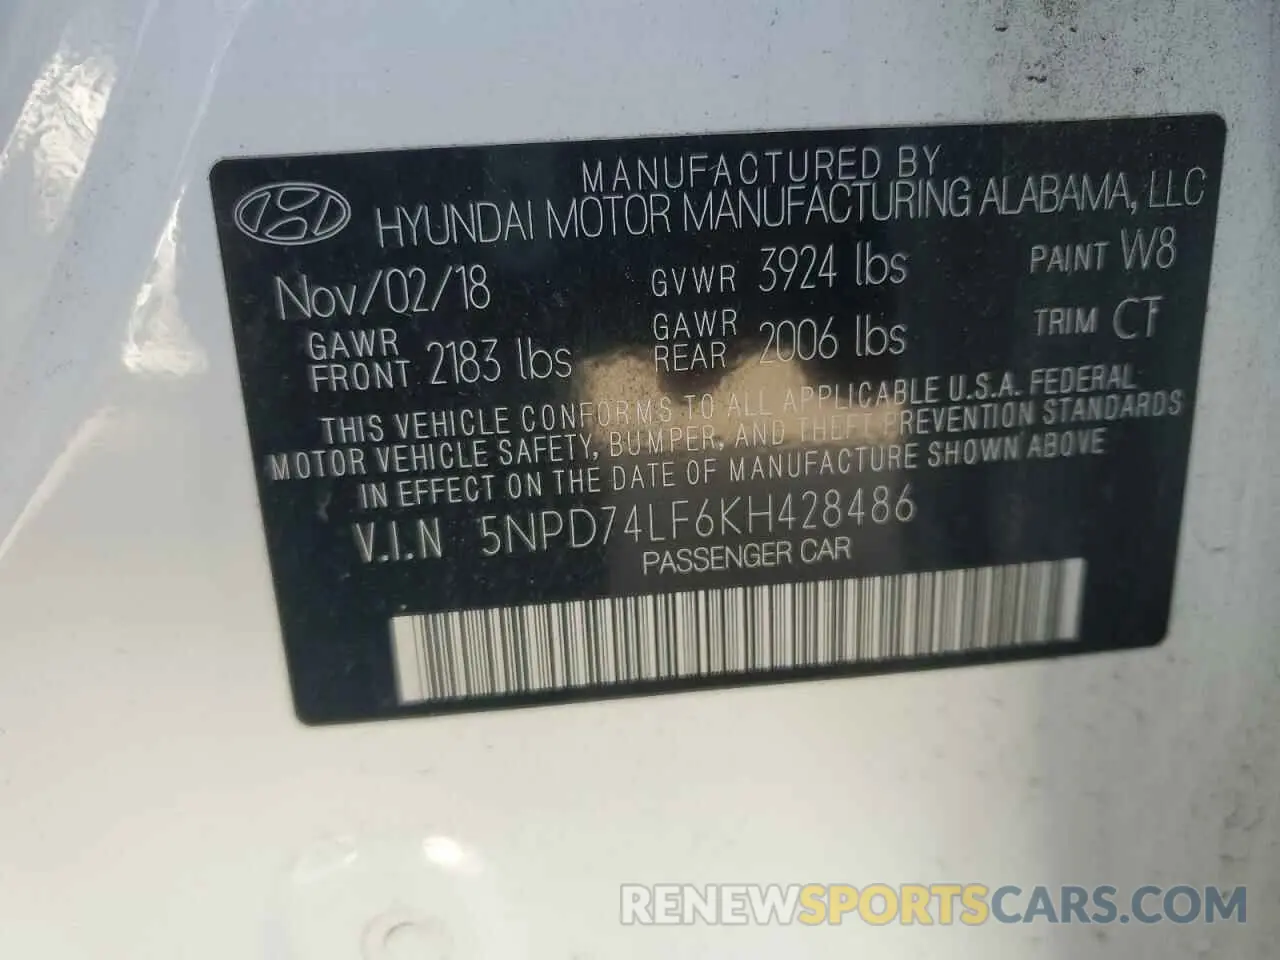 MANUFACTURED BY
HYUNDAI MOTOR MANUFACTURING ALABAMA, LLC
Nov/02/18 GVWR 3924 lbs PAINT W8
GAWR FRONT 2183 lbs GAWR REAR 2006 lbs TRIM CT
THIS VEHICLE CONFORMS TO ALL APPLICABLE U.S.A. FEDERAL
MOTOR VEHICLE SAFETY, BUMPER, AND THEFT PREVENTION STANDARDS
IN EFFECT ON THE DATE OF MANUFACTURE SHOWN ABOVE
V.I.N 5NPD74LF6KH428486
PASSENGER CAR
RENEWSPORTSCARS.COM